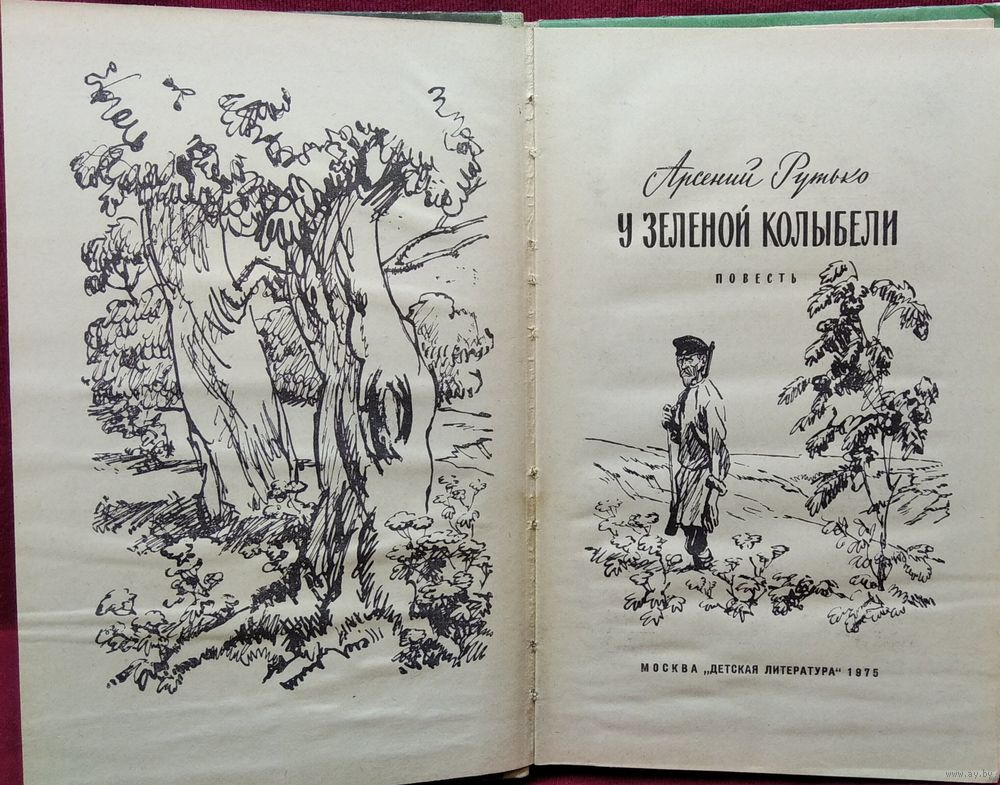 Арсений Рутько
У ЗЕЛЕНОЙ КОЛЫБЕЛИ
ПОВЕСТЬ
МОСКВА „ДЕТСКАЯ ЛИТЕРАТУРА“ 1975
www.ay.by